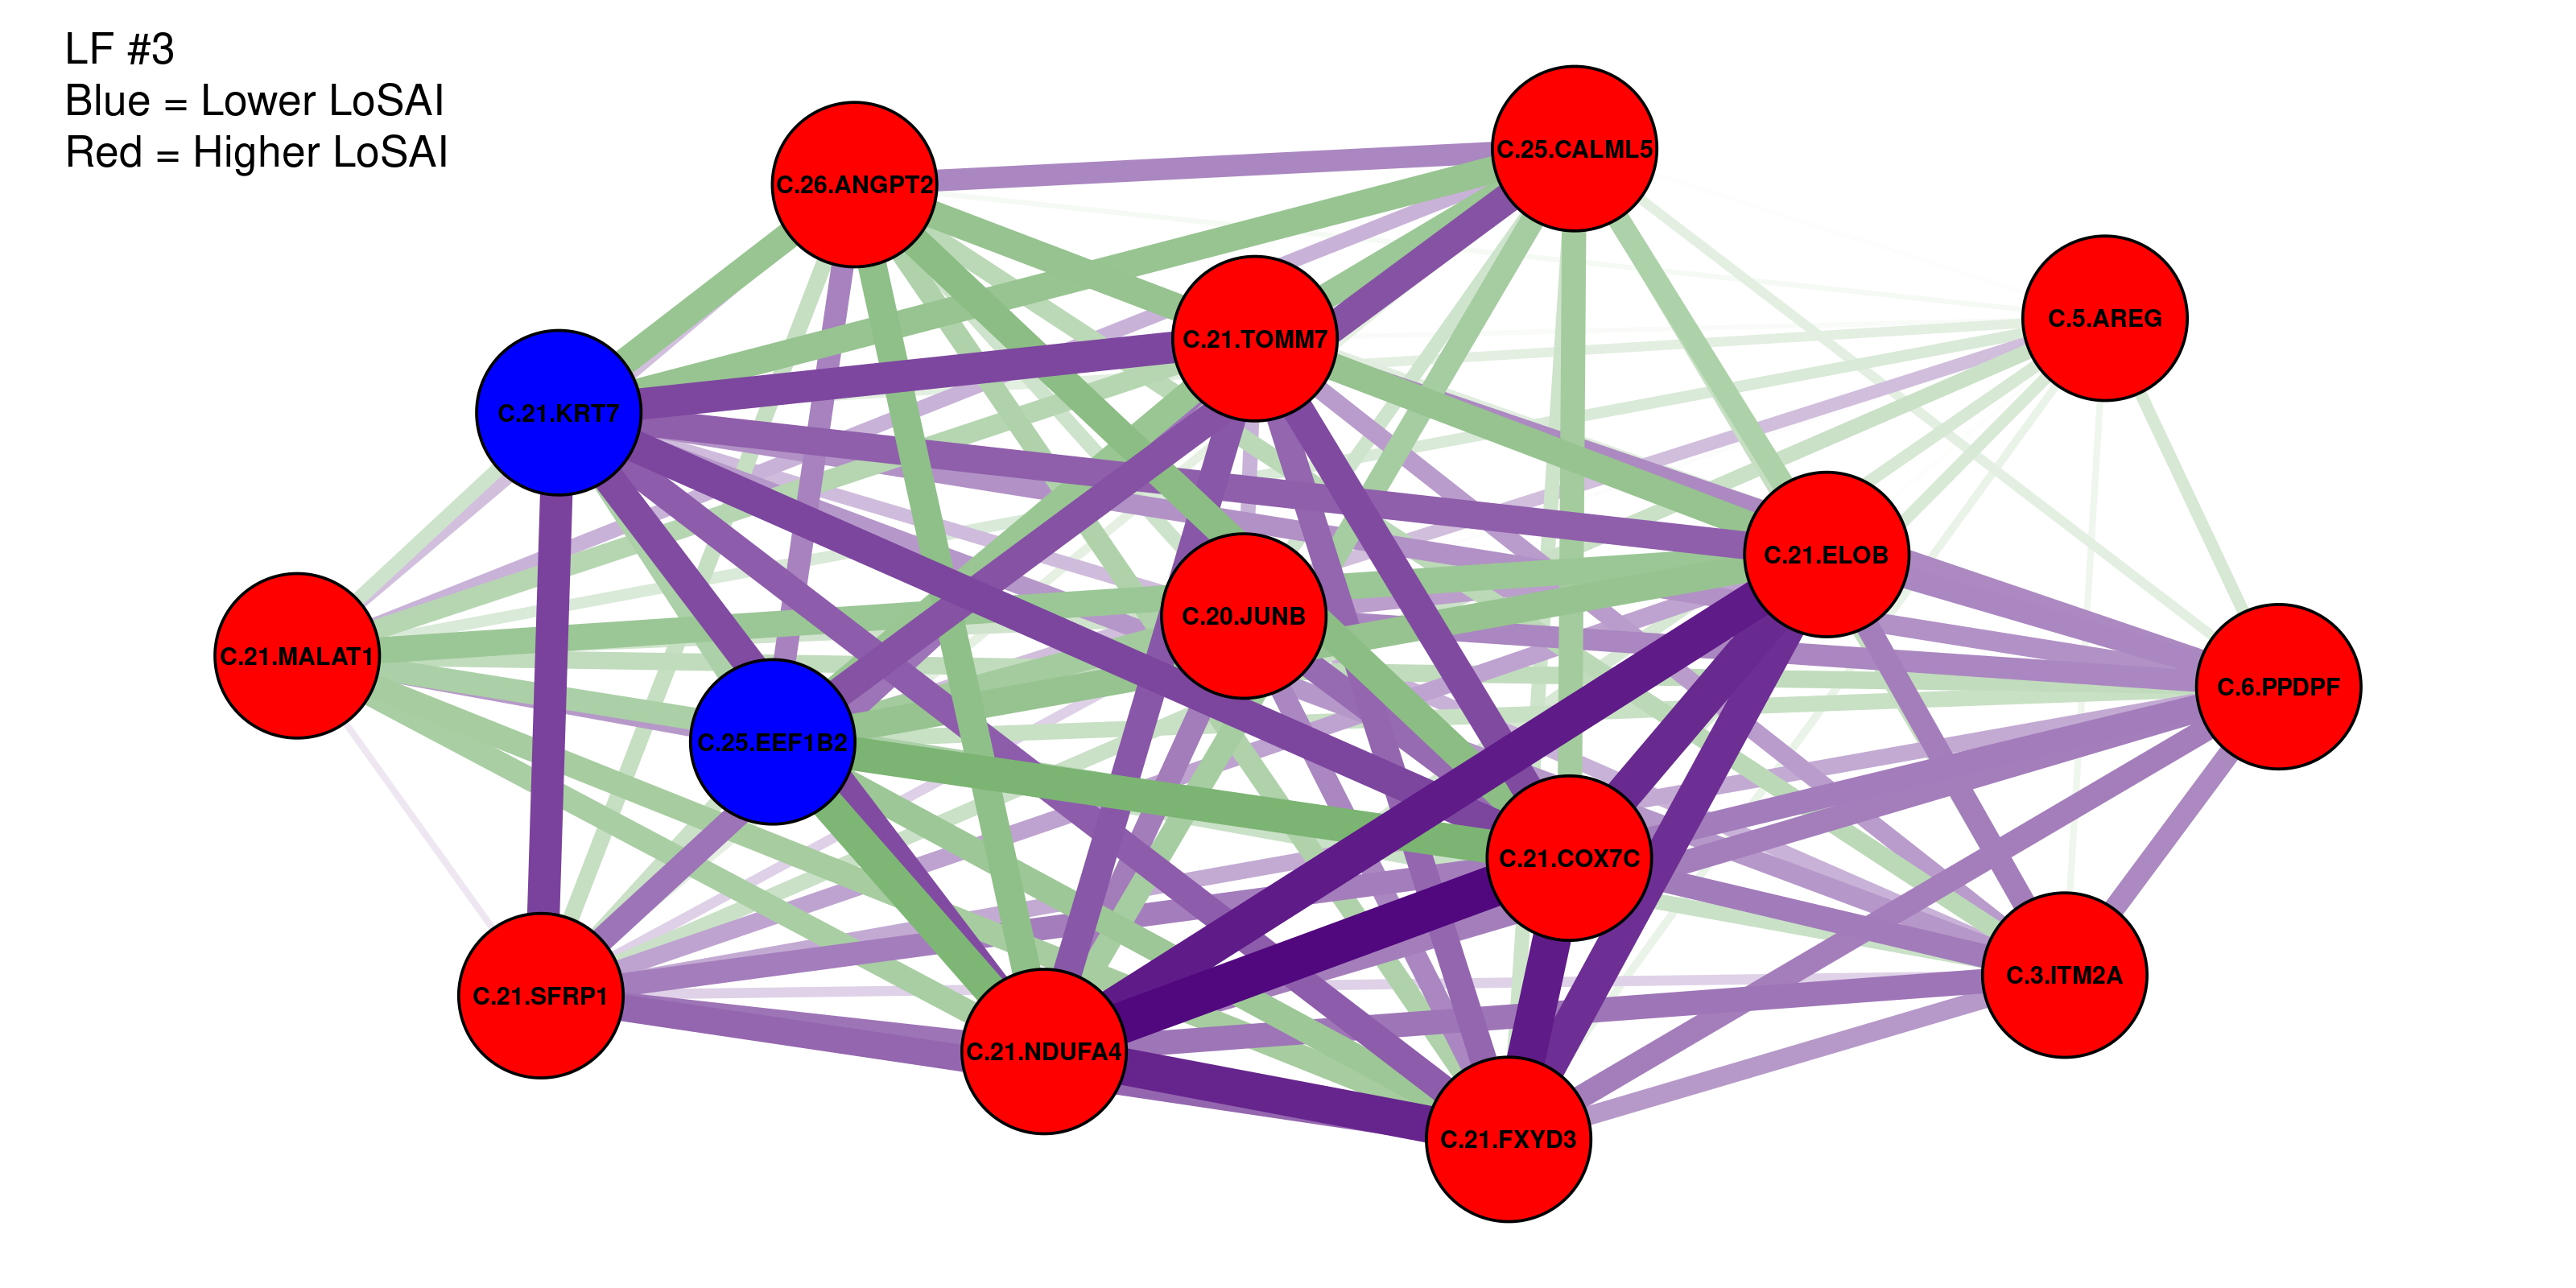 LF #3
Blue = Lower LoSAI
Red = Higher LoSAI
C.25.CALML5
C.26.ANGPT2
C.5.AREG
C.21.TOMM7
C.21.KRT7
C.21.ELOB
C.20.JUNB
C.21.MALAT1
C.6.PPDPF
C.25.EEF1B2
C.21.COX7C
C.3.ITM2A
C.21.SFRP1
C.21.NDUFA4
C.21.FXYD3